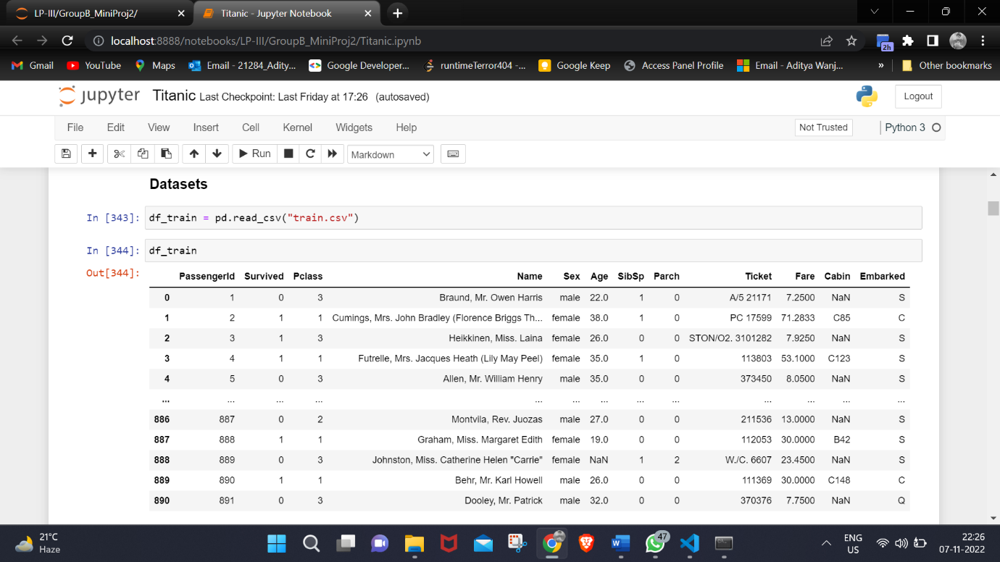 LP-III/GroupB_MiniProj2/ Titanic - Jupyter Notebook
localhost:8888/notebooks/LP-III/GroupB_MiniProj2/Titanic.ipynb 2h
Gmail YouTube Maps Email - 21284_Adity... Google Developer... runtimeTerror404 -... Google Keep Access Panel Profile Email - Aditya Wanj... » Other bookmarks
jupyter Titanic Last Checkpoint: Last Friday at 17:26 (autosaved) Logout
File Edit View Insert Cell Kernel Widgets Help Not Trusted Python 3
Run Markdown
Datasets
In [343]: df_train = pd.read_csv("train.csv")
In [344]: df_train
Out[344]:
PassengerId Survived Pclass Name Sex Age SibSp Parch Ticket Fare Cabin Embarked
0 1 0 3 Braund, Mr. Owen Harris male 22.0 1 0 A/5 21171 7.2500 NaN S
1 2 1 1 Cumings, Mrs. John Bradley (Florence Briggs Th... female 38.0 1 0 PC 17599 71.2833 C85 C
2 3 1 3 Heikkinen, Miss. Laina female 26.0 0 0 STON/O2. 3101282 7.9250 NaN S
3 4 1 1 Futrelle, Mrs. Jacques Heath (Lily May Peel) female 35.0 1 0 113803 53.1000 C123 S
4 5 0 3 Allen, Mr. William Henry male 35.0 0 0 373450 8.0500 NaN S
... ... ... ... ... ... ... ... ... ... ... ... ...
886 887 0 2 Montvila, Rev. Juozas male 27.0 0 0 211536 13.0000 NaN S
887 888 1 1 Graham, Miss. Margaret Edith female 19.0 0 0 112053 30.0000 B42 S
888 889 0 3 Johnston, Miss. Catherine Helen "Carrie" female NaN 1 2 W./C. 6607 23.4500 NaN S
889 890 1 1 Behr, Mr. Karl Howell male 26.0 0 0 111369 30.0000 C148 C
890 891 0 3 Dooley, Mr. Patrick male 32.0 0 0 370376 7.7500 NaN Q
21°C 47 ENG 22:26
Haze US 07-11-2022